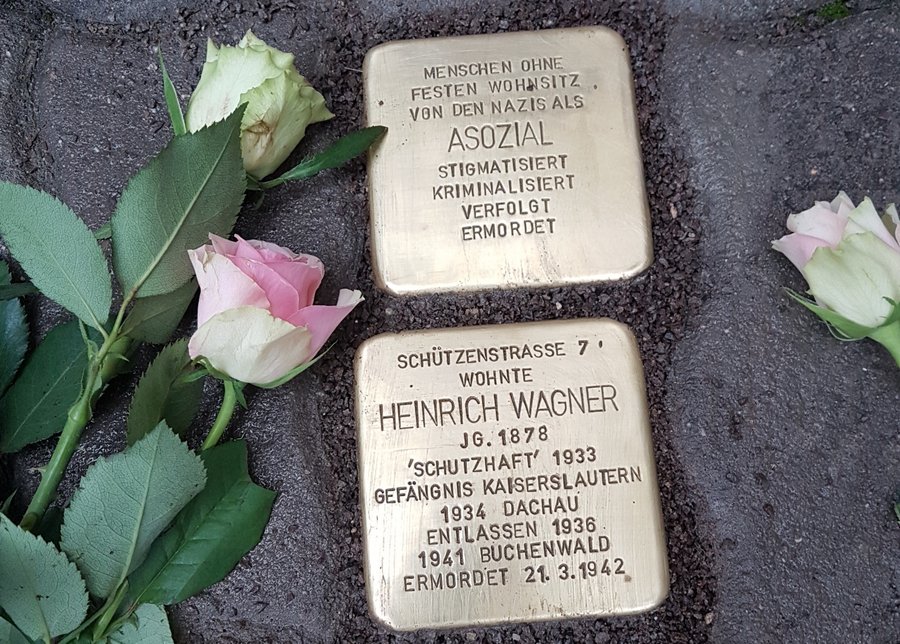 MENSCHEN OHNE
FESTEN WOHNSITZ
VON DEN NAZIS ALS
ASOZIAL
STIGMATISIERT
KRIMINALISIERT
VERFOLGT
ERMORDET
SCHÜTZENSTRASSE 7
WOHNTE
HEINRICH WAGNER
JG. 1878
'SCHUTZHAFT' 1933
GEFÄNGNIS KAISERSLAUTERN
1934 DACHAU
ENTLASSEN 1936
1941 BUCHENWALD
ERMORDET 21.3.1942